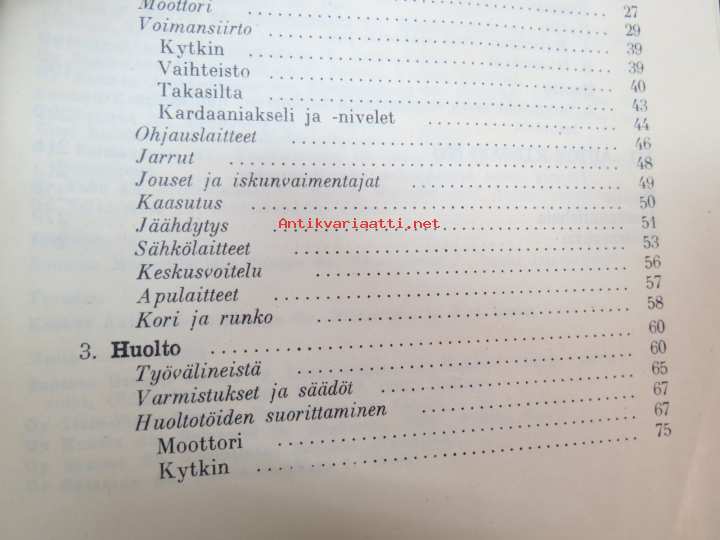 27
Moottori 29
Voimansiirto 39
Kytkin 39
Vaihteisto 40
Takasilta 43
Kardaaniakseli ja -nivelet 44
Ohjauslaitteet 46
Jarrut 48
Jouset ja iskunvaimentajat 49
Kaasutus 50
Jäähdytys 51
Antikvariaatti.net
Sähkölaitteet 53
Keskusvoitelu 56
Apulaitteet 57
Kori ja runko 58
3. Huolto 60
Työvälineistä 60
Varmistukset ja säädöt 65
Huoltotöiden suorittaminen 67
Moottori 67
Kytkin 75